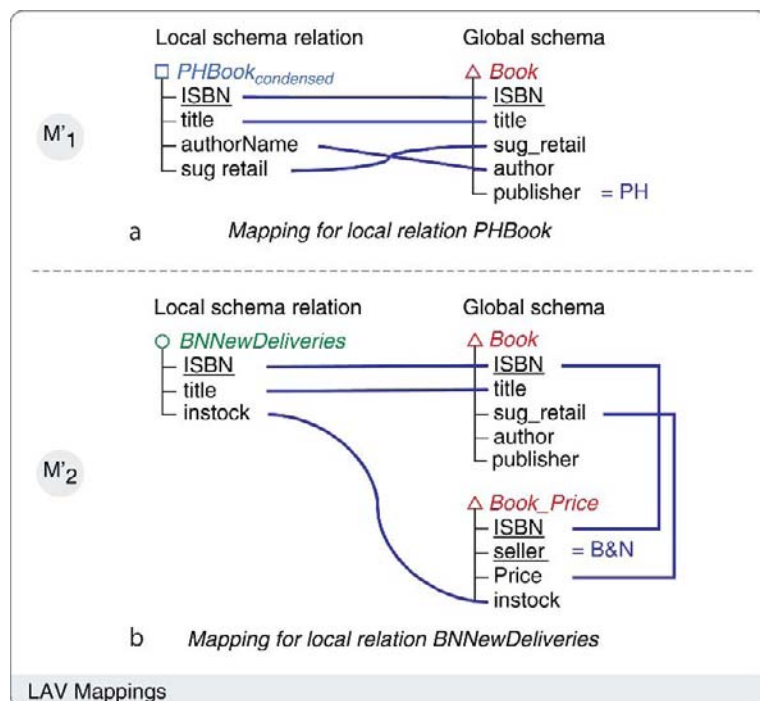 Local schema relation Global schema
PHBookcondensed Book
ISBN ISBN
title title
authorName sug_retail
sug retail author
publisher = PH
M'1
a Mapping for local relation PHBook
Local schema relation Global schema
BNNewDeliveries Book
ISBN ISBN
title title
instock sug_retail
author
publisher
M'2
Book_Price
ISBN
seller = B&N
Price
instock
b Mapping for local relation BNNewDeliveries
LAV Mappings